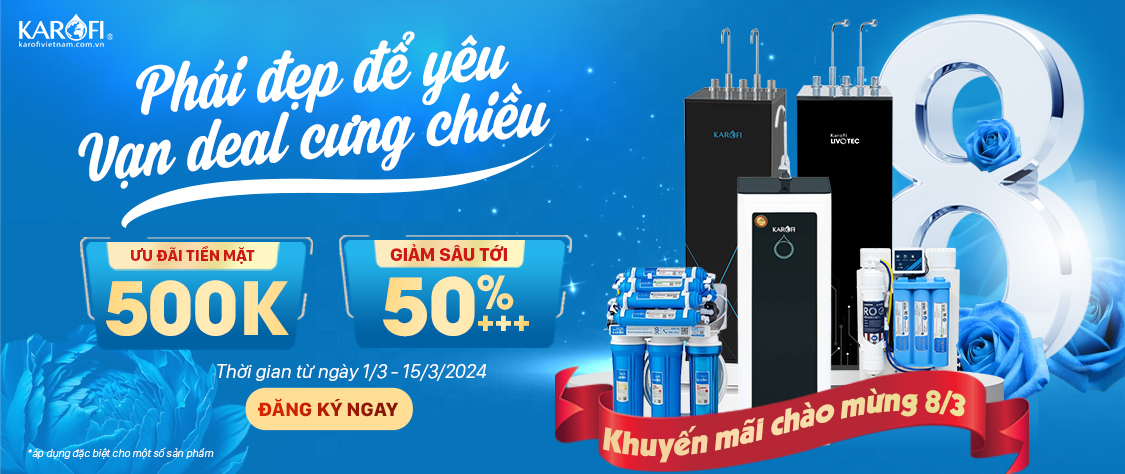 KAROFI®
karofivietnam.com.vn
Phái đẹp để yêu
Vạn deal cưng chiều
ƯU ĐÃI TIỀN MẶT
500K
GIẢM SÂU TỚI
50%+++
Thời gian từ ngày 1/3 - 15/3/2024
ĐĂNG KÝ NGAY
*áp dụng đặc biệt cho một số sản phẩm
KAROFI
Karofi
LIVOTEC
KAROFI
RO
8
Khuyến mãi chào mừng 8/3